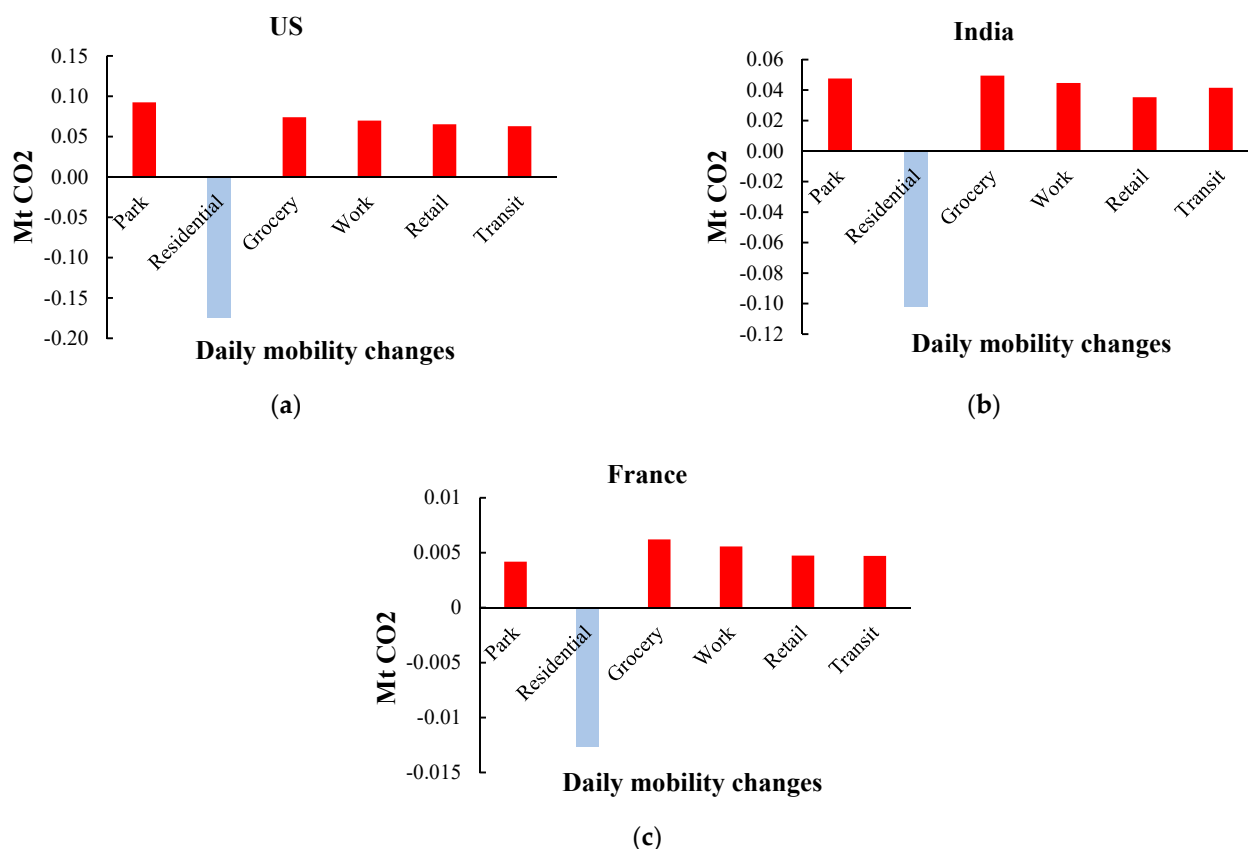 US
0.15
0.10
0.05
0.00
-0.05
-0.10
-0.15
-0.20
Mt CO2
Park
Residential
Grocery
Work
Retail
Transit
Daily mobility changes
(a)
India
0.06
0.04
0.02
0.00
-0.02
-0.04
-0.06
-0.08
-0.10
-0.12
Mt CO2
Park
Residential
Grocery
Work
Retail
Transit
Daily mobility changes
(b)
France
0.01
0.005
0
-0.005
-0.01
-0.015
Mt CO2
Park
Residential
Grocery
Work
Retail
Transit
Daily mobility changes
(c)